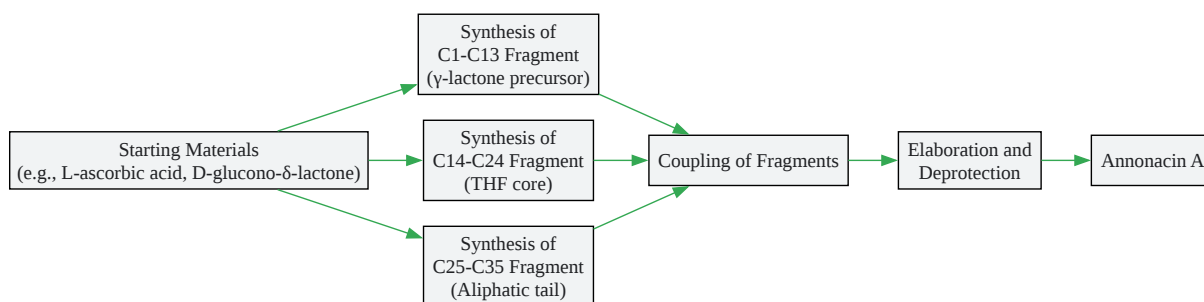 Synthesis of
C1-C13 Fragment
(γ-lactone precursor)
Starting Materials
(e.g., L-ascorbic acid, D-glucono-δ-lactone)
Synthesis of
C14-C24 Fragment
(THF core)
Coupling of Fragments
Elaboration and
Deprotection
Annonacin A
Synthesis of
C25-C35 Fragment
(Aliphatic tail)